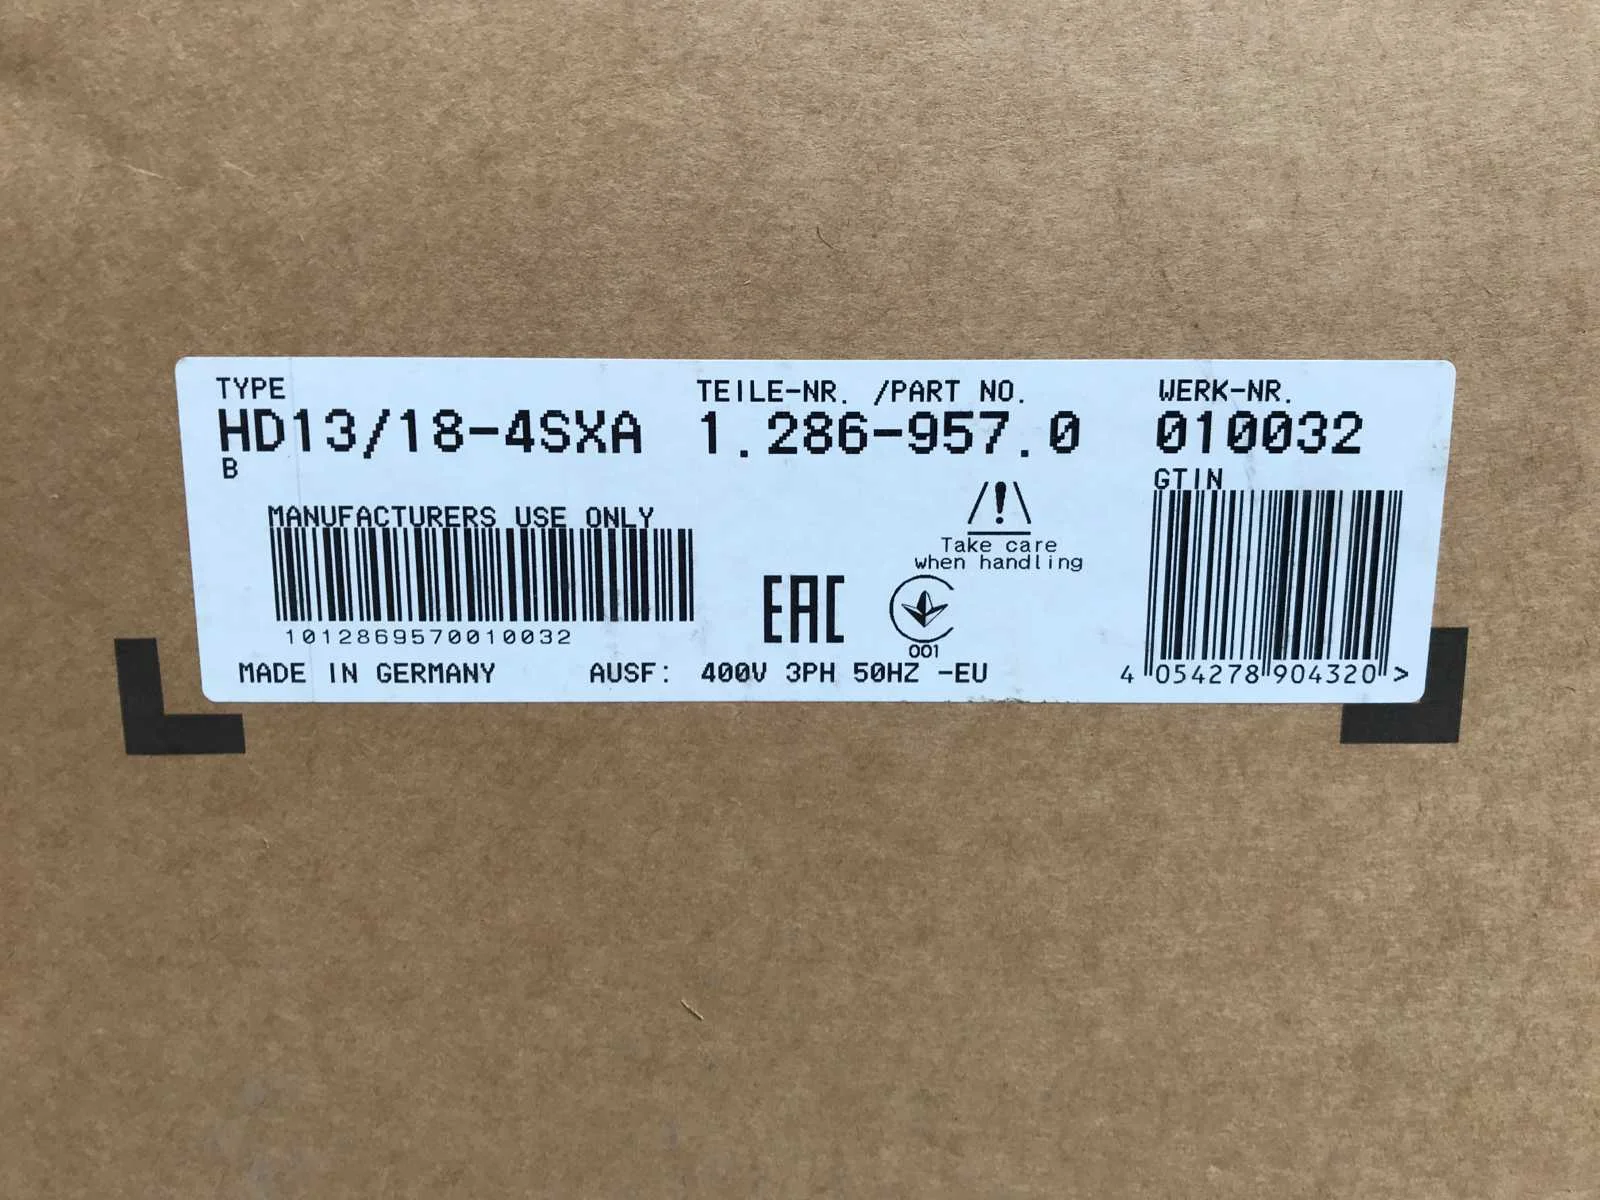 TYPE TEILE-NR. /PART NO. WERK-NR.
HD13/18-4SXA 1.286-957.0 010032
B
GTIN
MANUFACTURERS USE ONLY
Take care
when handling
EAC
1012869570010032
001
MADE IN GERMANY AUSF: 400V 3PH 50HZ -EU
4 054278 904320 >